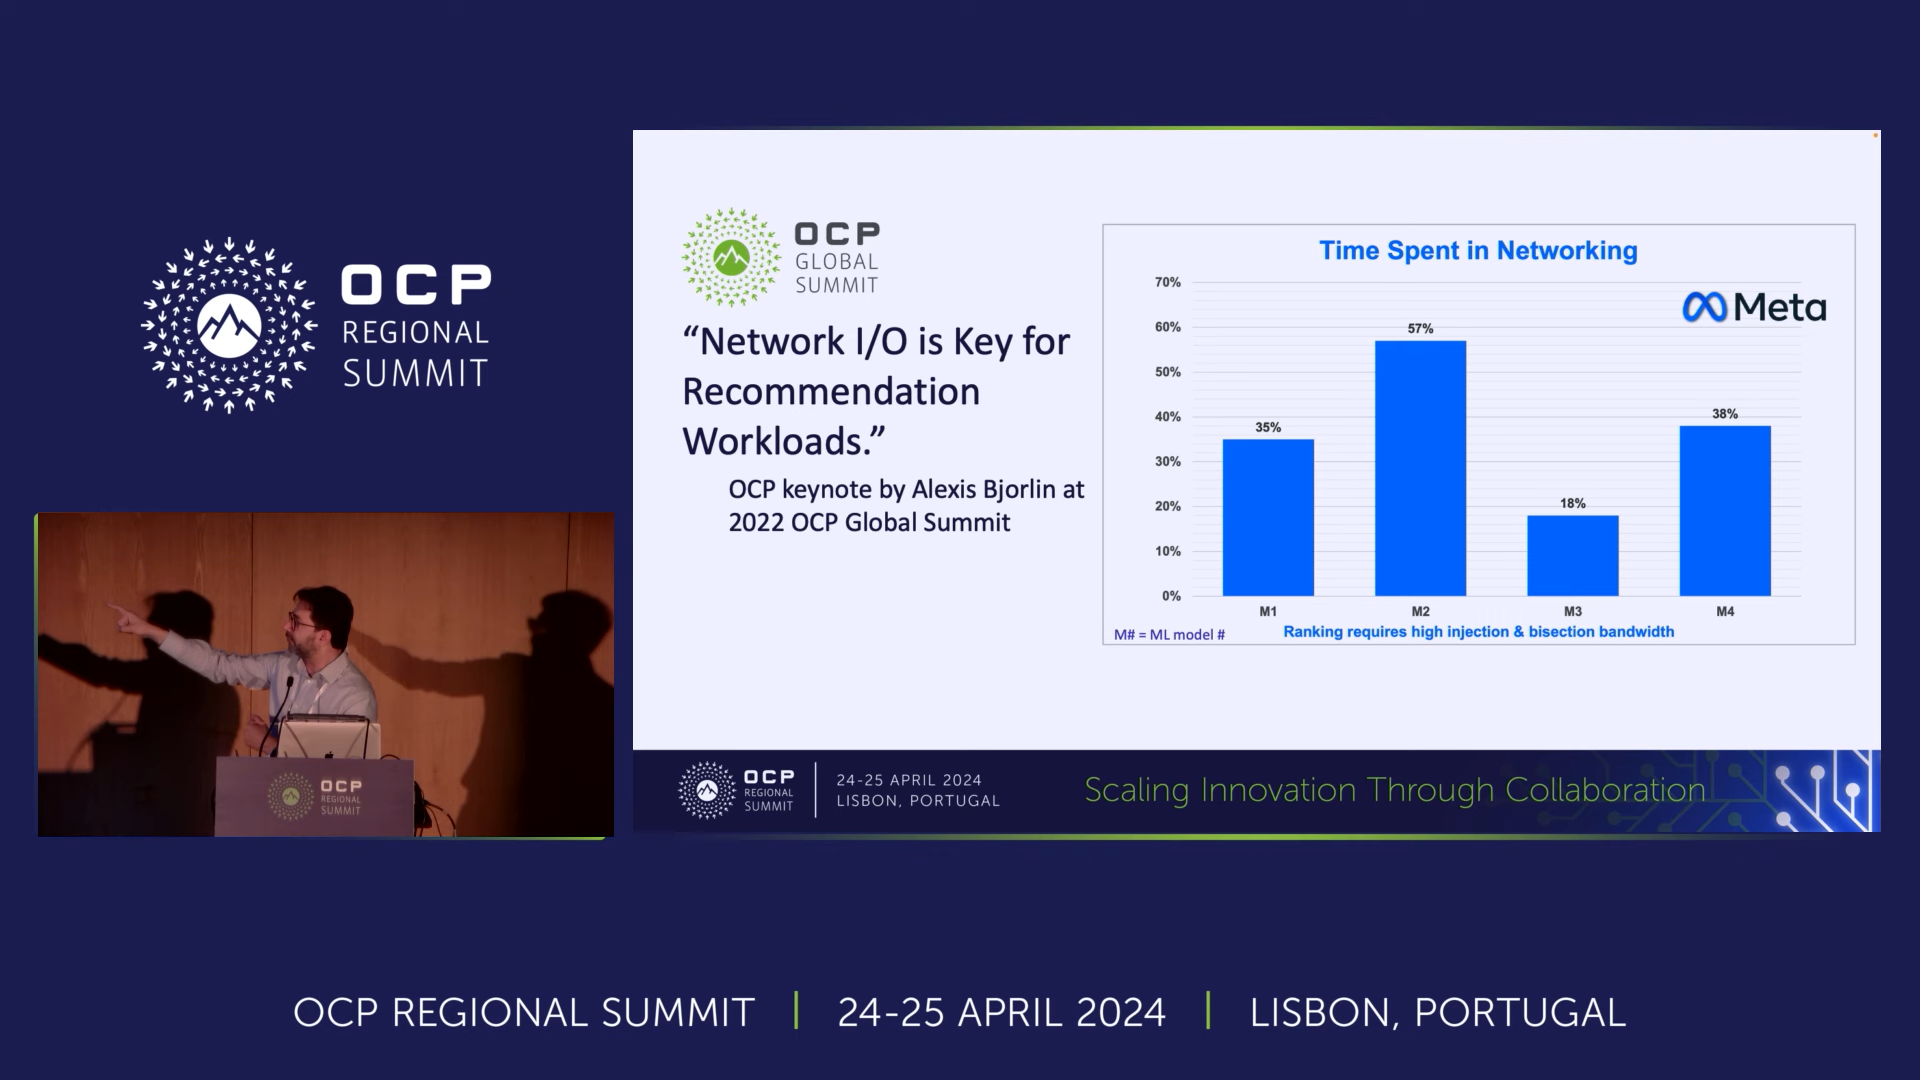 OCP
REGIONAL
SUMMIT
OCP
REGIONAL
SUMMIT
OCP
GLOBAL
SUMMIT
“Network I/O is Key for
Recommendation
Workloads.”
OCP keynote by Alexis Bjorlin at
2022 OCP Global Summit
Time Spent in Networking
Meta
70%
60%
50%
40%
30%
20%
10%
0%
35%
57%
18%
38%
M1
M2
M3
M4
M# = ML model #
Ranking requires high injection & bisection bandwidth
OCP
REGIONAL
SUMMIT
24-25 APRIL 2024
LISBON, PORTUGAL
Scaling Innovation Through Collaboration
OCP REGIONAL SUMMIT | 24-25 APRIL 2024 | LISBON, PORTUGAL